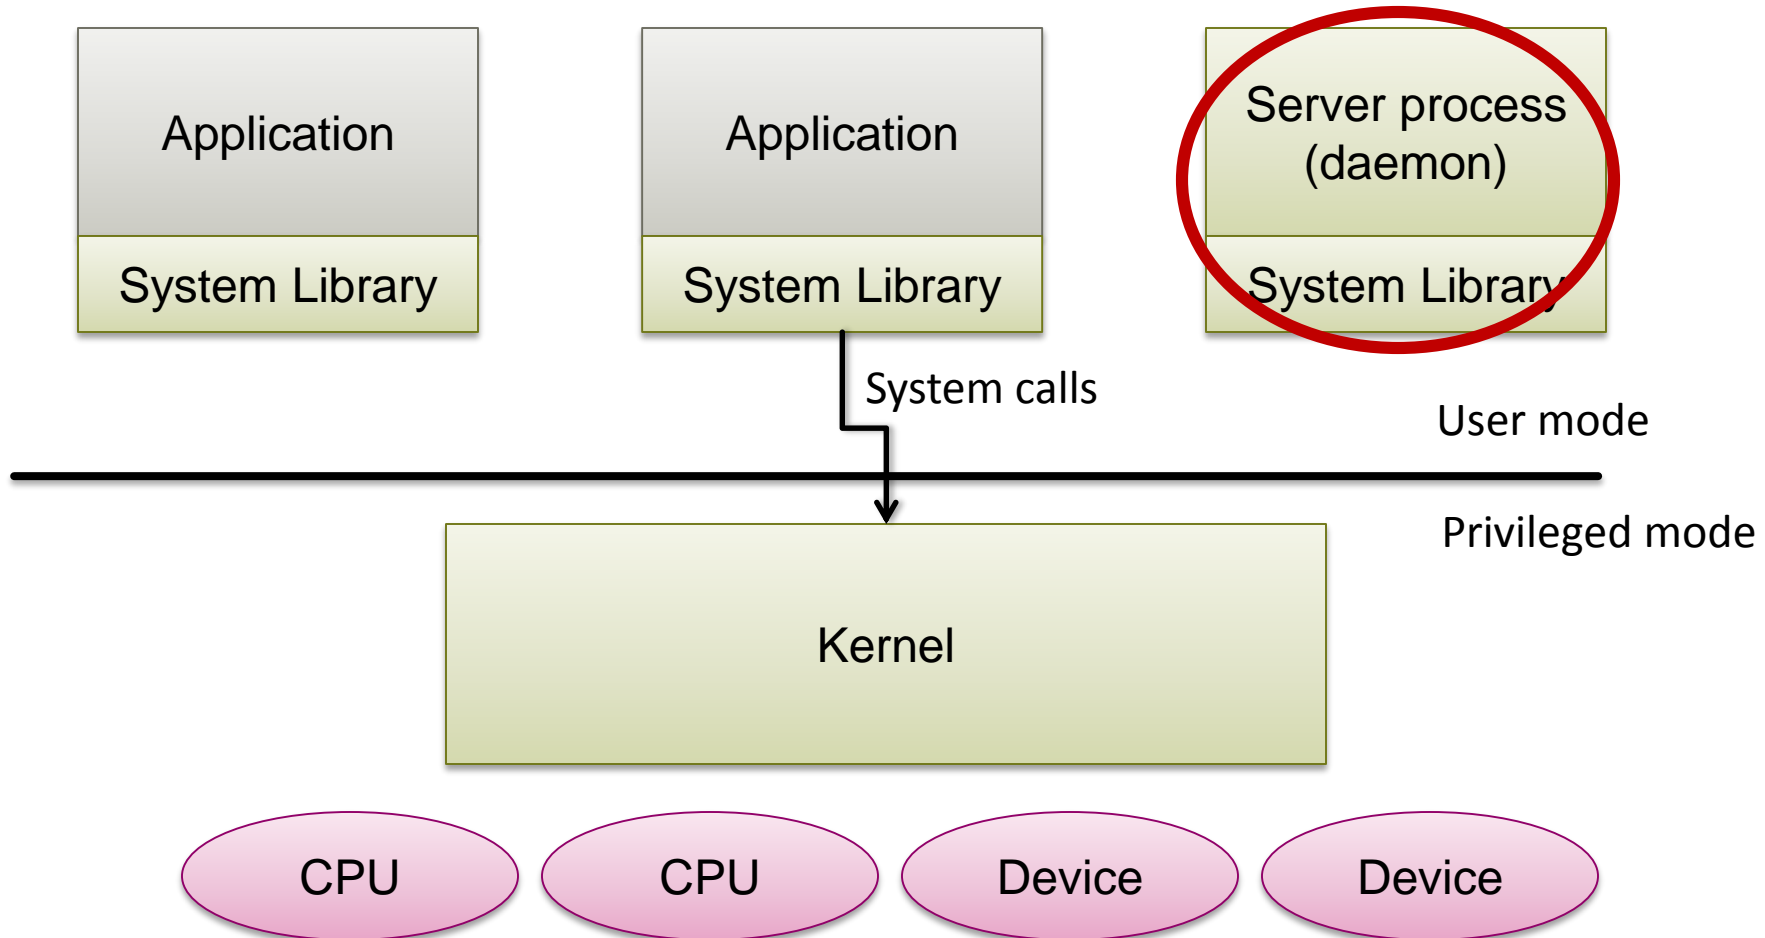 Application
Application
Server process
(daemon)
System Library
System Library
System Library
System calls
User mode
Privileged mode
Kernel
CPU
CPU
Device
Device